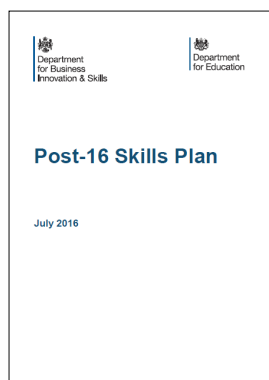 Department
for Business
Innovation & Skills
Department
for Education
Post-16 Skills Plan
July 2016